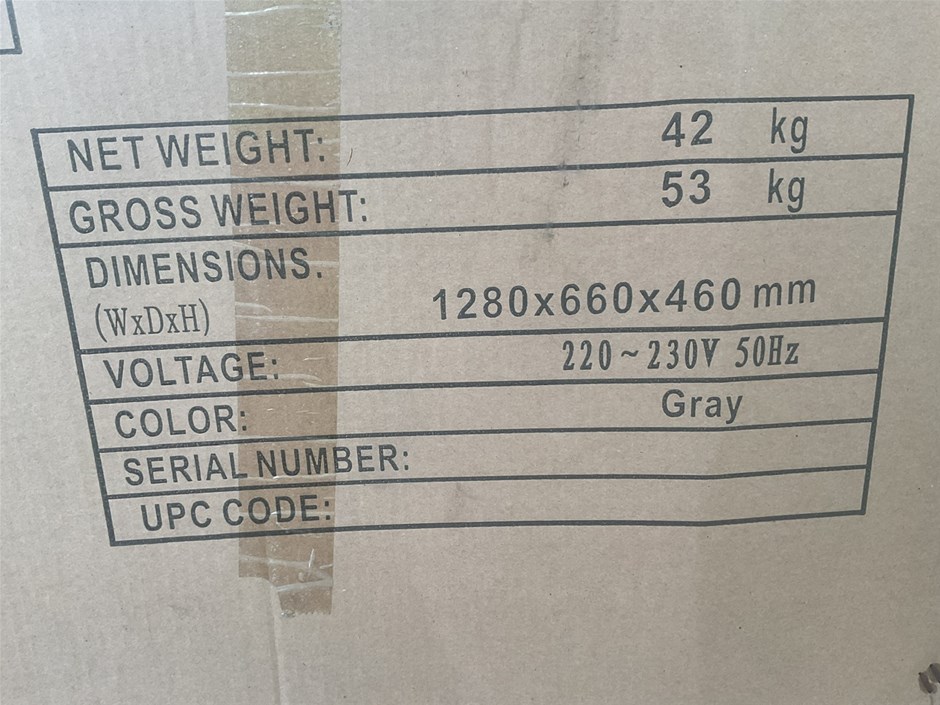 NET WEIGHT: 42 kg
GROSS WEIGHT: 53 kg
DIMENSIONS.
(WxDxH) 1280x660x460 mm
VOLTAGE: 220~230V 50Hz
COLOR: Gray
SERIAL NUMBER:
UPC CODE: